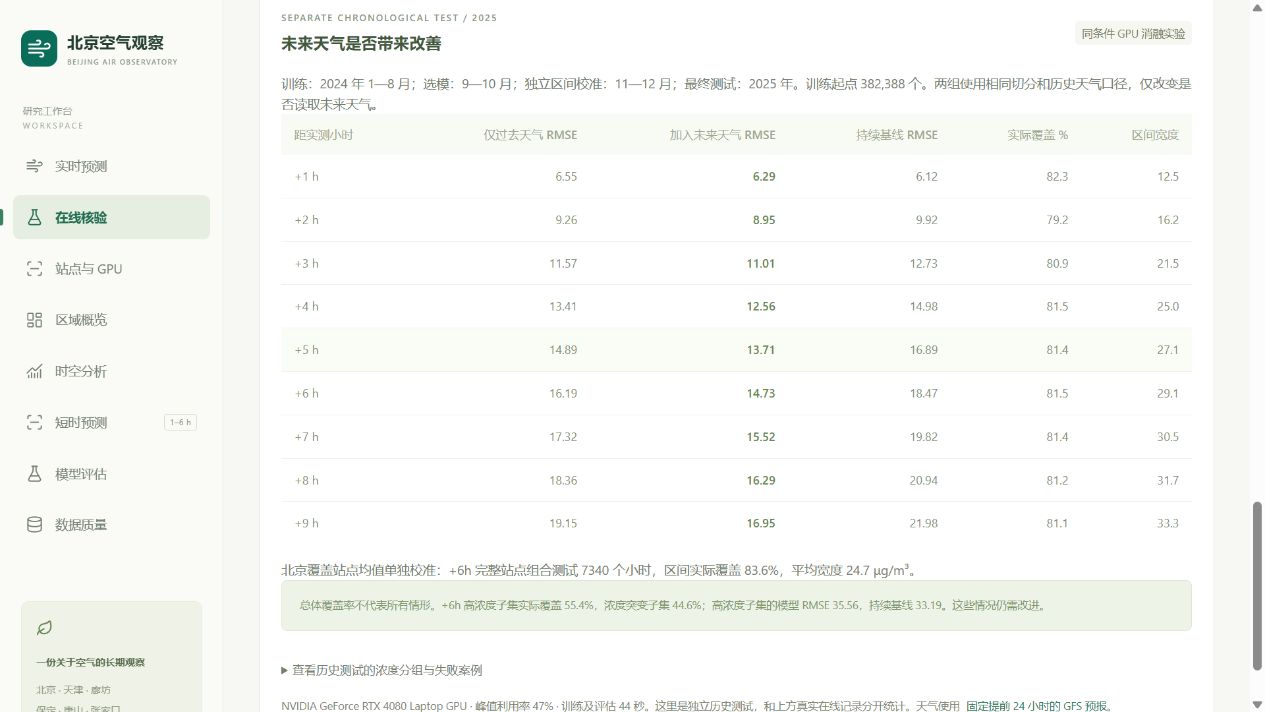 北京空气观察
BEIJING AIR OBSERVATORY
研究工作台
WORKSPACE
实时预测
在线核验
站点与 GPU
区域概览
时空分析
短时预测 1–6 h
模型评估
数据质量
一份关于空气的长期观察
北京 · 天津 · 廊坊
保定 · 唐山 · 张家口
SEPARATE CHRONOLOGICAL TEST / 2025
未来天气是否带来改善
同条件 GPU 消融实验
训练：2024 年 1—8 月；选模：9—10 月；独立区间校准：11—12 月；最终测试：2025 年。训练起点 382,388 个。两组使用相同切分和历史天气口径，仅改变是
否读取未来天气。
距实测小时 仅过去天气 RMSE 加入未来天气 RMSE 持续基线 RMSE 实际覆盖 % 区间宽度
+1 h 6.55 6.29 6.12 82.3 12.5
+2 h 9.26 8.95 9.92 79.2 16.2
+3 h 11.57 11.01 12.73 80.9 21.5
+4 h 13.41 12.56 14.98 81.5 25.0
+5 h 14.89 13.71 16.89 81.4 27.1
+6 h 16.19 14.73 18.47 81.5 29.1
+7 h 17.32 15.52 19.82 81.4 30.5
+8 h 18.36 16.29 20.94 81.2 31.7
+9 h 19.15 16.95 21.98 81.1 33.3
北京覆盖站点均值单独校准：+6h 完整站点组合测试 7340 个小时，区间实际覆盖 83.6%，平均宽度 24.7 μg/m³。
总体覆盖率不代表所有情形。+6h 高浓度子集实际覆盖 55.4%，浓度突变子集 44.6%；高浓度子集的模型 RMSE 35.56，持续基线 33.19。这些情况仍需改进。
▶ 查看历史测试的浓度分组与失败案例
NVIDIA GeForce RTX 4080 Laptop GPU · 峰值利用率 47% · 训练及评估 44 秒。这里是独立历史测试，和上方真实在线记录分开统计。天气使用 固定提前 24 小时的 GFS 预报。